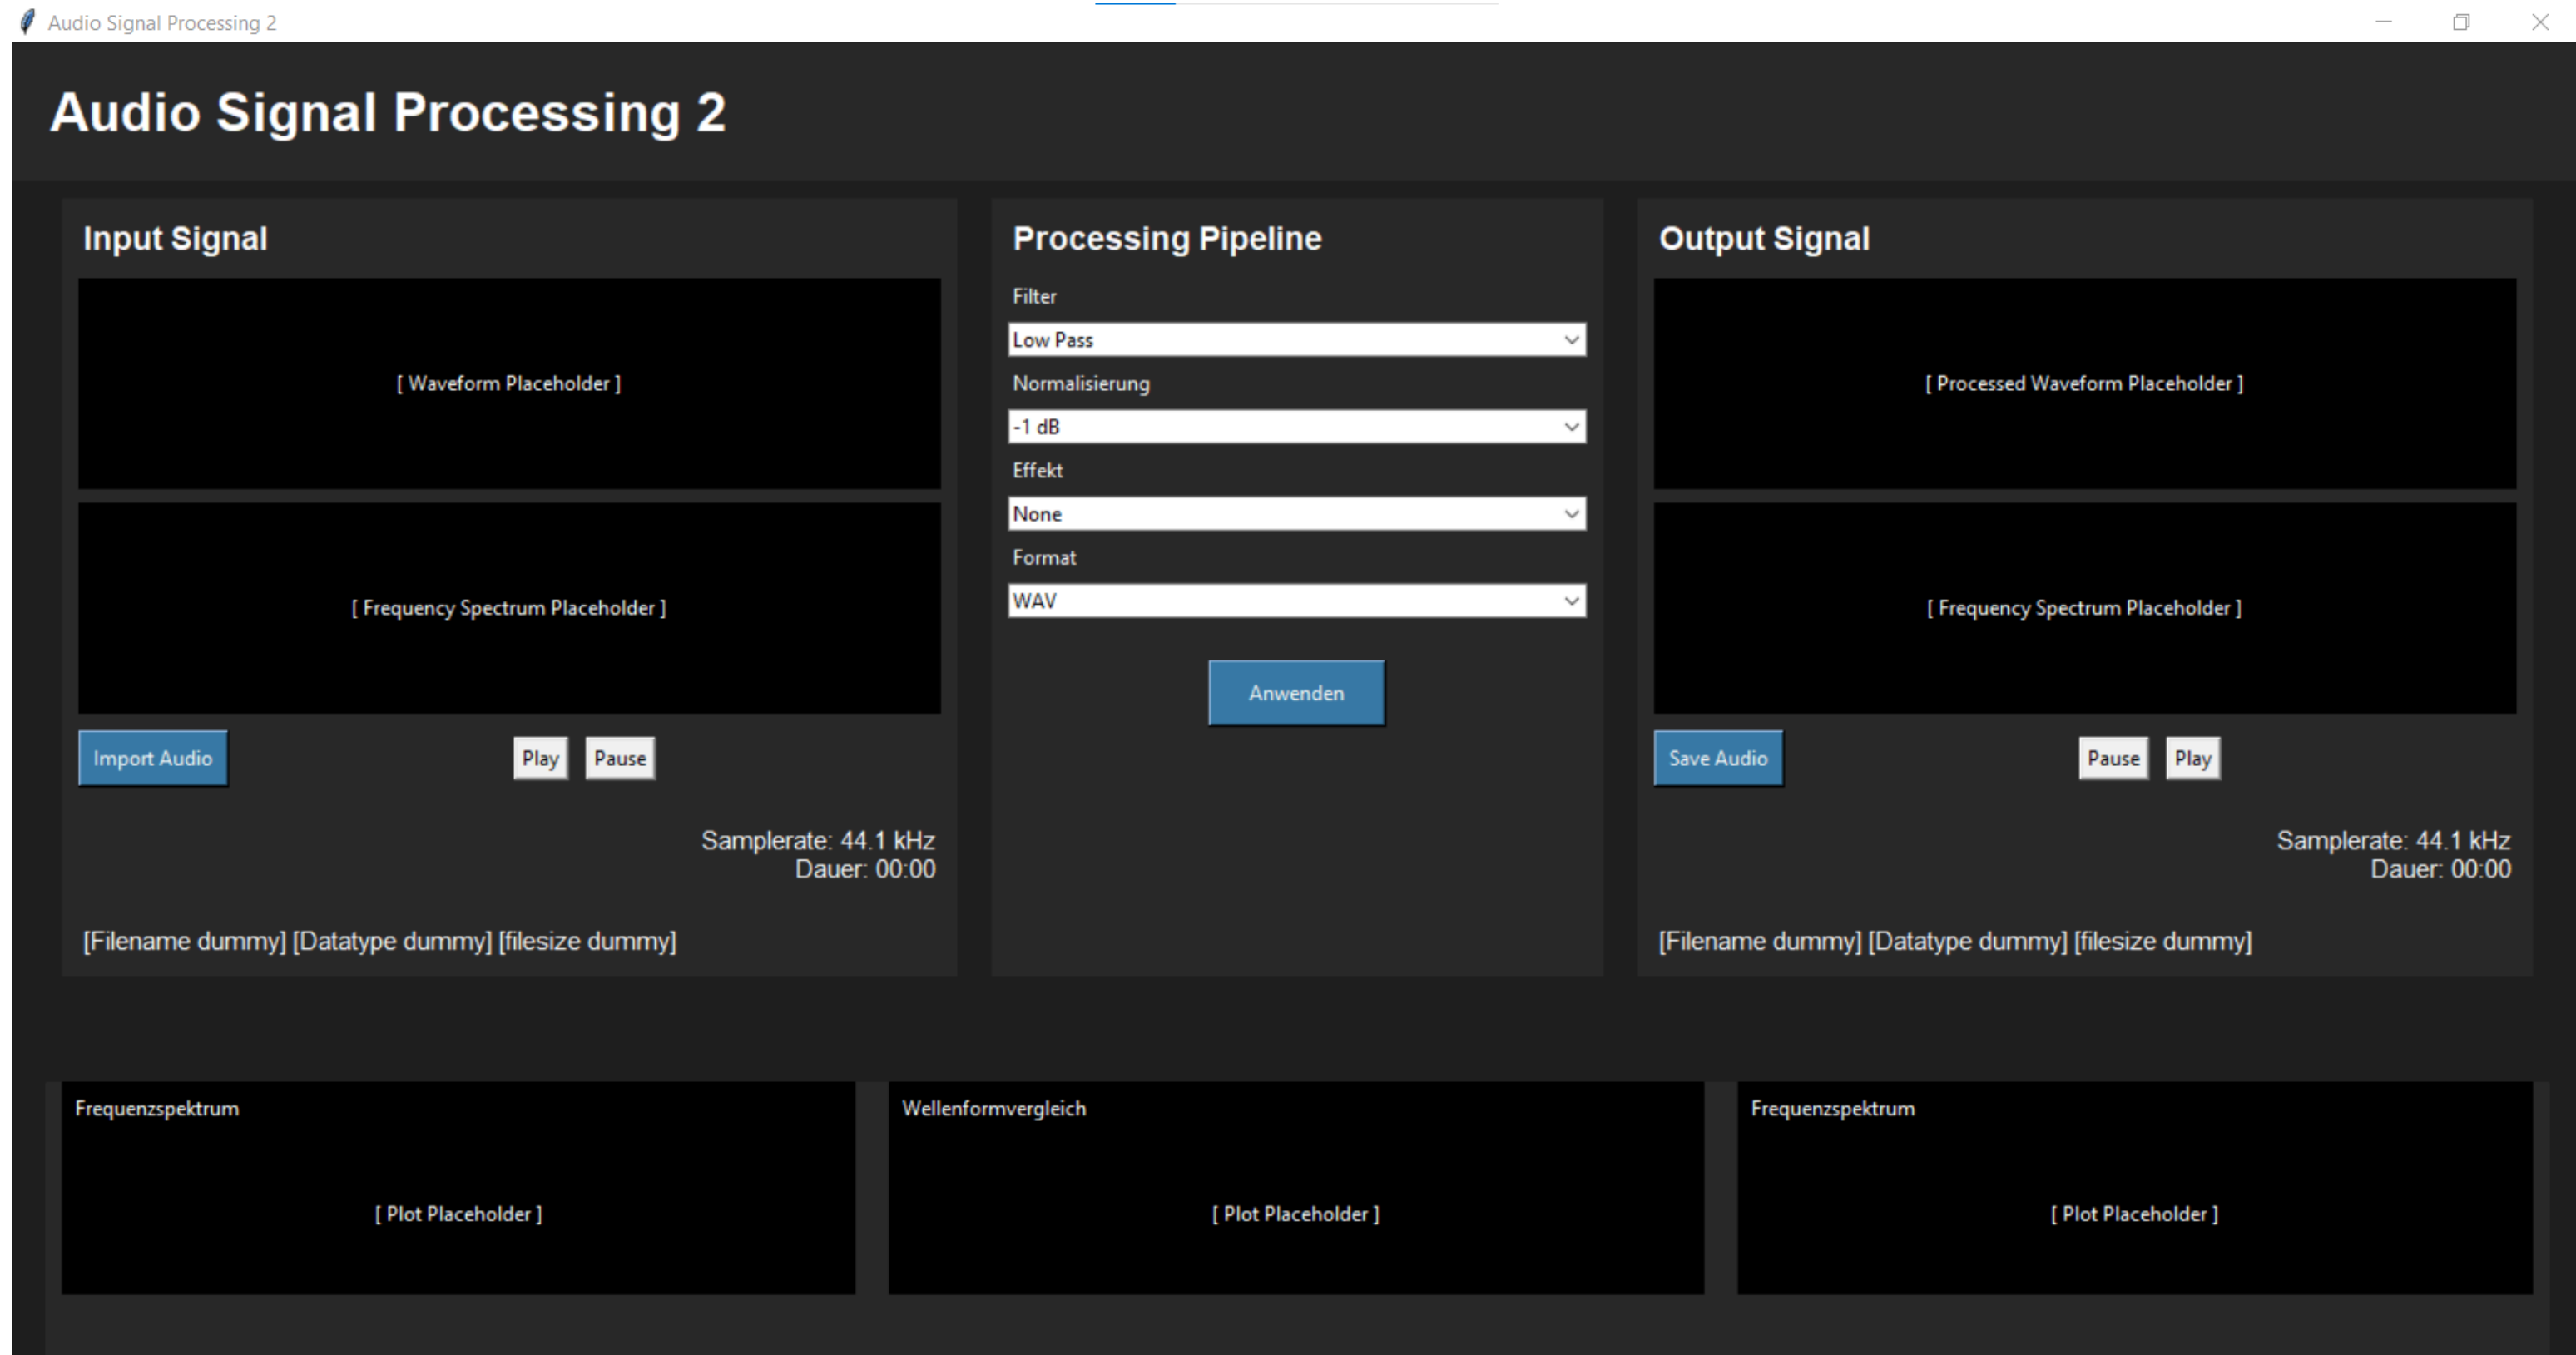 Audio Signal Processing 2
Audio Signal Processing 2
Input Signal
[ Waveform Placeholder ]
[ Frequency Spectrum Placeholder ]
Import Audio
Play
Pause
Samplerate: 44.1 kHz
Dauer: 00:00
[Filename dummy] [Datatype dummy] [filesize dummy]
Processing Pipeline
Filter
Low Pass
Normalisierung
-1 dB
Effekt
None
Format
WAV
Anwenden
Output Signal
[ Processed Waveform Placeholder ]
[ Frequency Spectrum Placeholder ]
Save Audio
Pause
Play
Samplerate: 44.1 kHz
Dauer: 00:00
[Filename dummy] [Datatype dummy] [filesize dummy]
Frequenzspektrum
[ Plot Placeholder ]
Wellenformvergleich
[ Plot Placeholder ]
Frequenzspektrum
[ Plot Placeholder ]